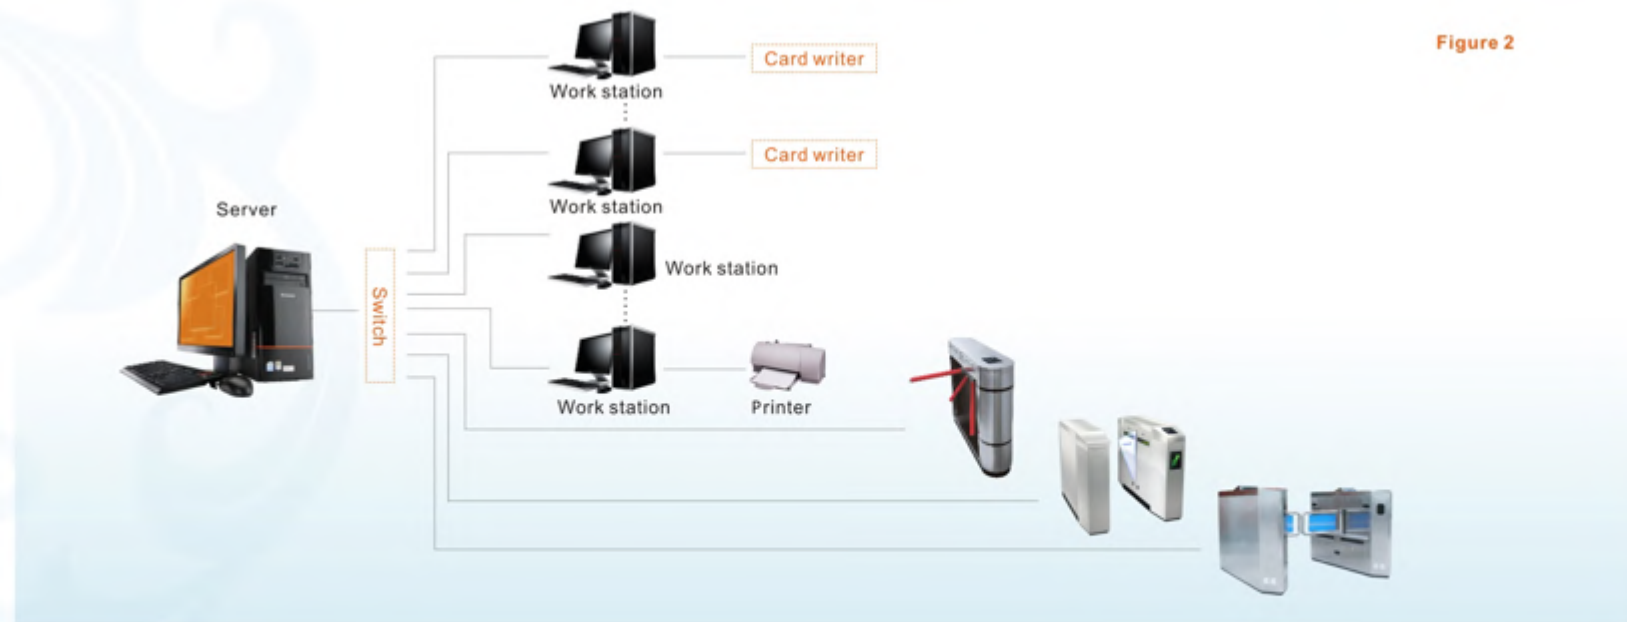 Figure 2
Card writer
Work station
Card writer
Work station
Server
Work station
Switch
Work station
Printer